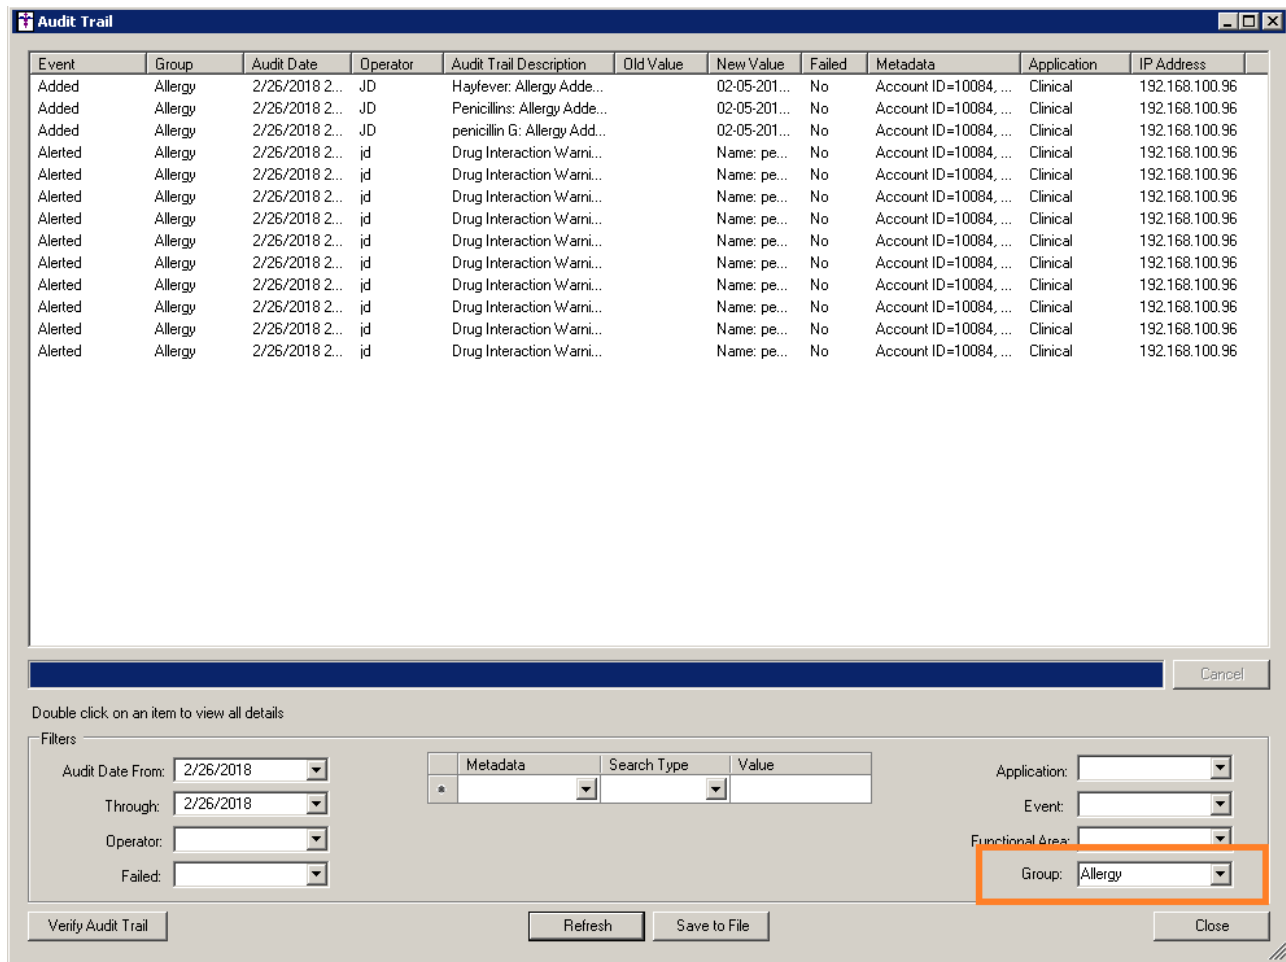 Audit Trail
Event Group Audit Date Operator Audit Trail Description Old Value New Value Failed Metadata Application IP Address
Added Allergy 2/26/2018 2... JD Hayfever: Allergy Adde... 02-05-201... No Account ID=10084, ... Clinical 192.168.100.96
Added Allergy 2/26/2018 2... JD Penicillins: Allergy Adde... 02-05-201... No Account ID=10084, ... Clinical 192.168.100.96
Added Allergy 2/26/2018 2... JD penicillin G: Allergy Add... 02-05-201... No Account ID=10084, ... Clinical 192.168.100.96
Alerted Allergy 2/26/2018 2... jd Drug Interaction Warni... Name: pe... No Account ID=10084, ... Clinical 192.168.100.96
Alerted Allergy 2/26/2018 2... jd Drug Interaction Warni... Name: pe... No Account ID=10084, ... Clinical 192.168.100.96
Alerted Allergy 2/26/2018 2... jd Drug Interaction Warni... Name: pe... No Account ID=10084, ... Clinical 192.168.100.96
Alerted Allergy 2/26/2018 2... jd Drug Interaction Warni... Name: pe... No Account ID=10084, ... Clinical 192.168.100.96
Alerted Allergy 2/26/2018 2... jd Drug Interaction Warni... Name: pe... No Account ID=10084, ... Clinical 192.168.100.96
Alerted Allergy 2/26/2018 2... jd Drug Interaction Warni... Name: pe... No Account ID=10084, ... Clinical 192.168.100.96
Alerted Allergy 2/26/2018 2... jd Drug Interaction Warni... Name: pe... No Account ID=10084, ... Clinical 192.168.100.96
Alerted Allergy 2/26/2018 2... jd Drug Interaction Warni... Name: pe... No Account ID=10084, ... Clinical 192.168.100.96
Alerted Allergy 2/26/2018 2... jd Drug Interaction Warni... Name: pe... No Account ID=10084, ... Clinical 192.168.100.96
Alerted Allergy 2/26/2018 2... jd Drug Interaction Warni... Name: pe... No Account ID=10084, ... Clinical 192.168.100.96
Cancel
Double click on an item to view all details
Filters
Audit Date From: 2/26/2018
Through: 2/26/2018
Operator:
Failed:
Metadata Search Type Value
*
Application:
Event:
Functional Area:
Group: Allergy
Verify Audit Trail Refresh Save to File Close